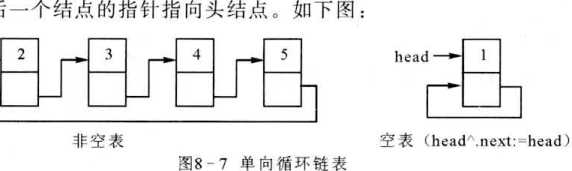 后一个结点的指针指向头结点。如下图：
2 3 4 5 head 1
非空表 空表（head^.next:=head）
图8-7 单向循环链表